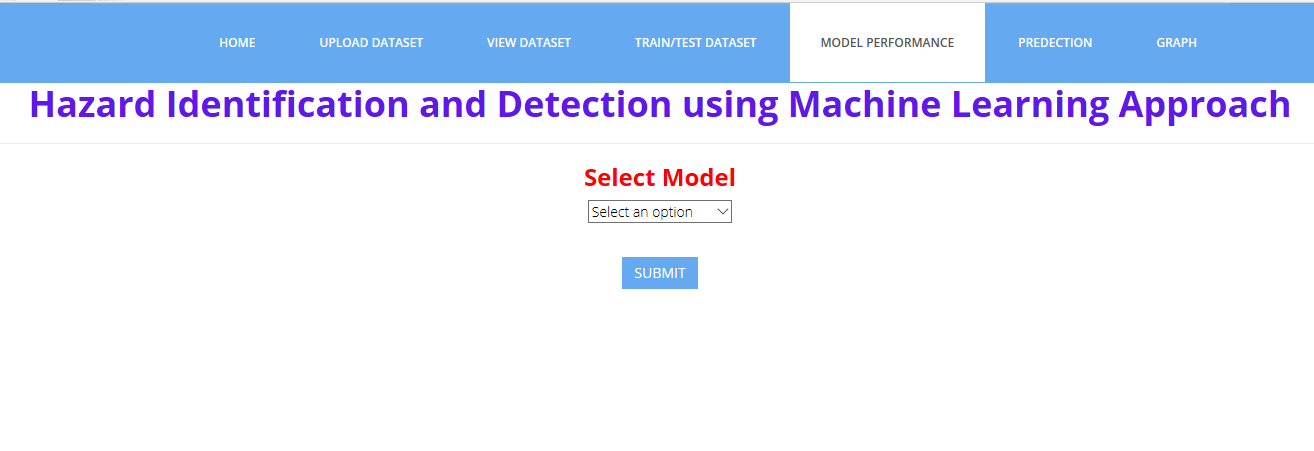 HOME UPLOAD DATASET VIEW DATASET TRAIN/TEST DATASET MODEL PERFORMANCE PREDECTION GRAPH
Hazard Identification and Detection using Machine Learning Approach
Select Model
Select an option
SUBMIT